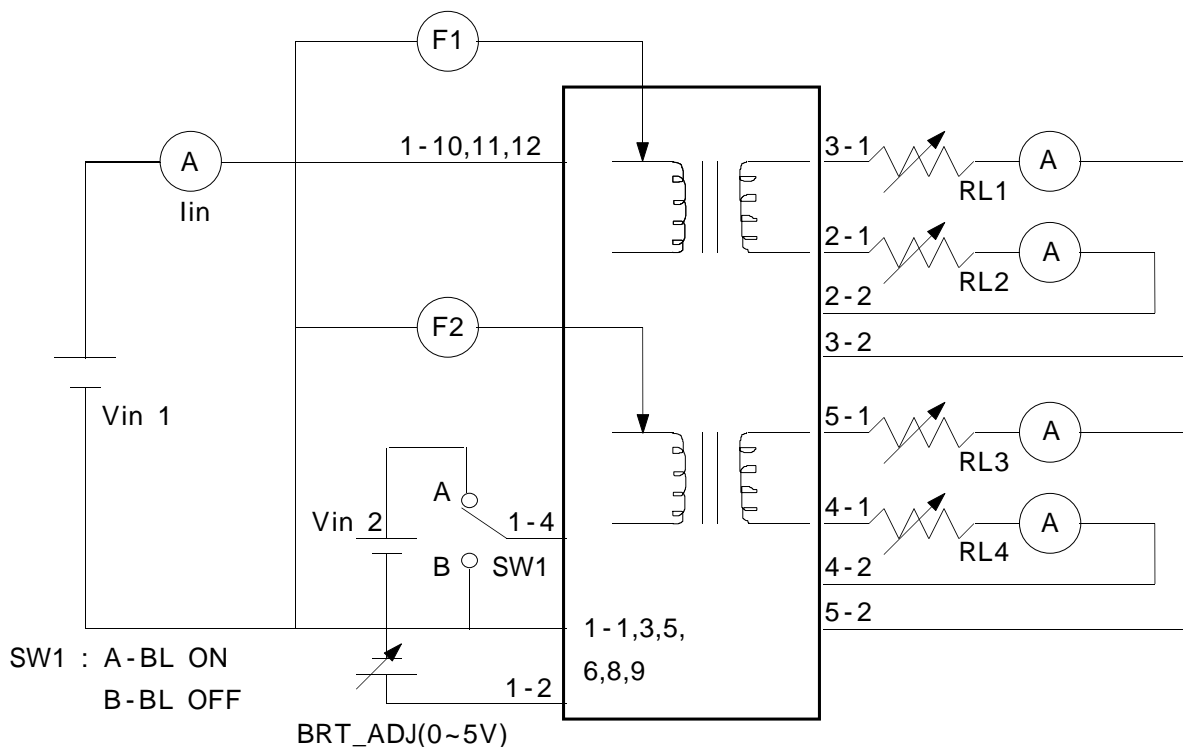 F1
1-10,11,12
A
Iin
3-1
A
RL1
2-1
A
RL2
2-2
3-2
F2
Vin 1
5-1
A
RL3
A
Vin 2
1-4
4-1
A
RL4
B
SW1
4-2
5-2
1-1,3,5,
6,8,9
SW1 : A-BL ON
B-BL OFF
1-2
BRT_ADJ(0~5V)